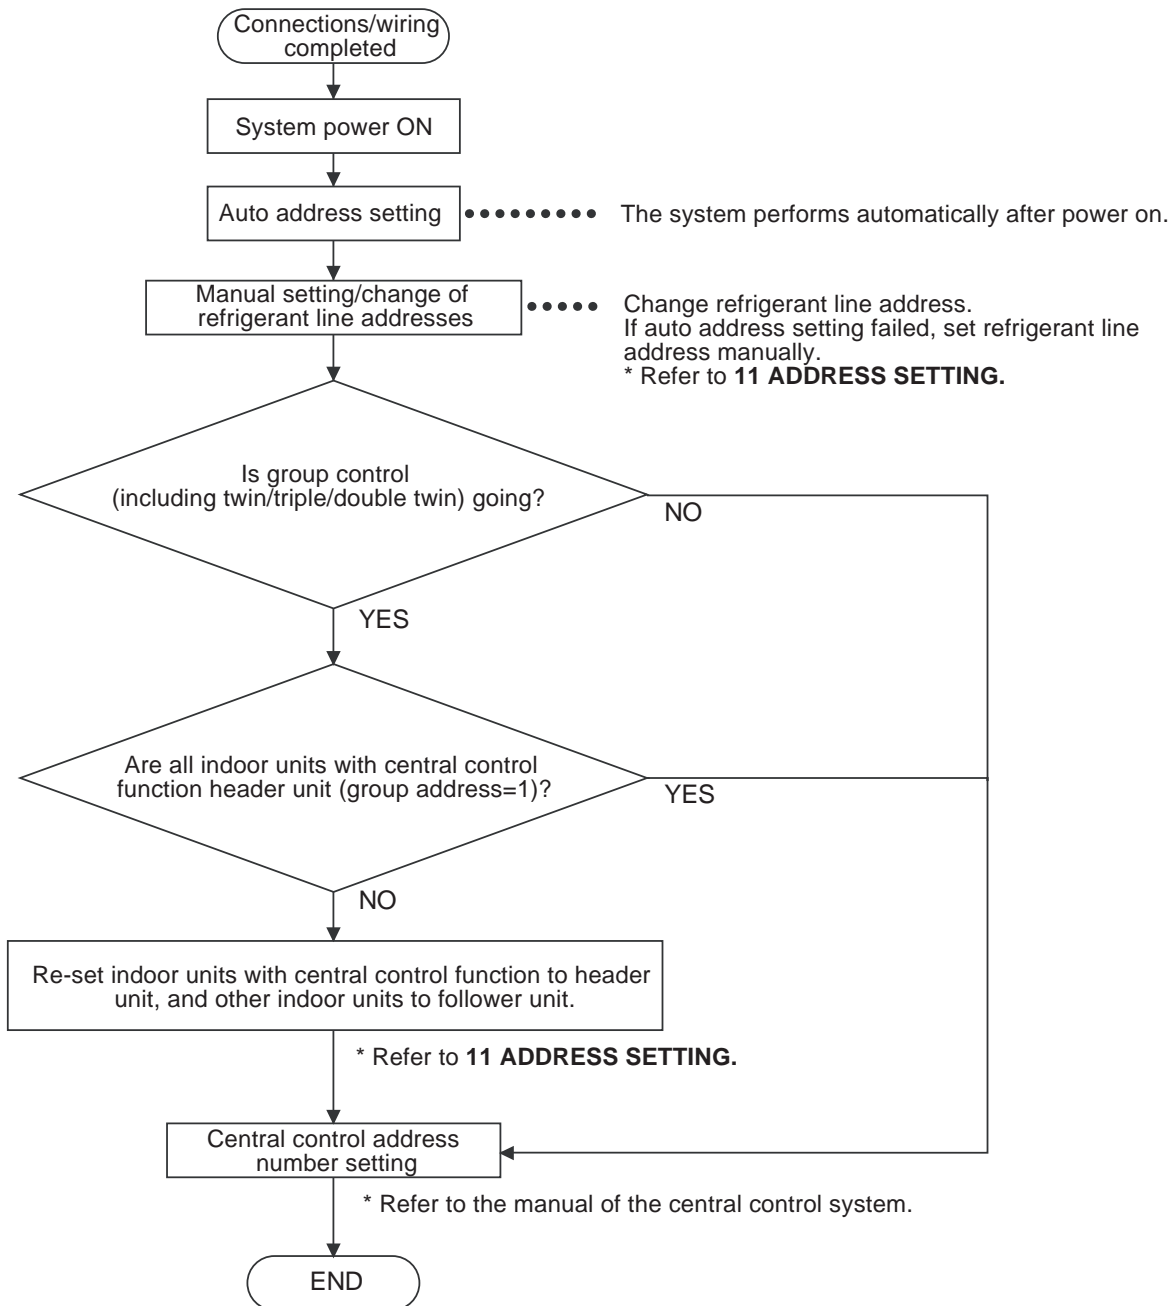 Connections/wiring
completed
System power ON
Auto address setting
The system performs automatically after power on.
Manual setting/change of
refrigerant line addresses
Change refrigerant line address.
If auto address setting failed, set refrigerant line
address manually.
* Refer to 11 ADDRESS SETTING.
Is group control
(including twin/triple/double twin) going?
NO
YES
Are all indoor units with central control
function header unit (group address=1)?
YES
NO
Re-set indoor units with central control function to header
unit, and other indoor units to follower unit.
* Refer to 11 ADDRESS SETTING.
Central control address
number setting
* Refer to the manual of the central control system.
END